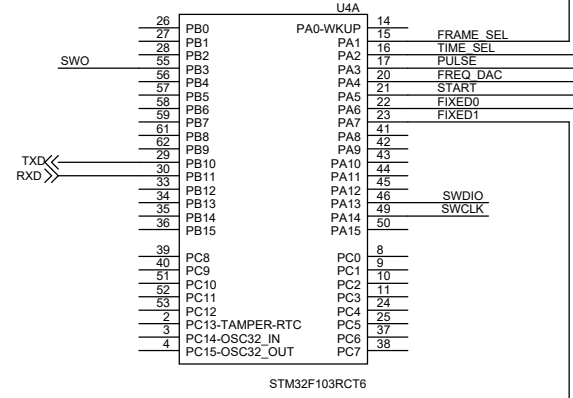 U4A
26 PB0 PA0-WKUP 14
27 PB1 PA1 15 FRAME_SEL
28 PB2 PA2 16 TIME_SEL
SWO 55 PB3 PA3 17 PULSE
56 PB4 PA4 20 FREQ_DAC
57 PB5 PA5 21 START
58 PB6 PA6 22 FIXED0
59 PB7 PA7 23 FIXED1
61 PB8 PA8 41
62 PB9 PA9 42
TXD 29 PB10 PA10 43
RXD 30 PB11 PA11 44
33 PB12 PA12 45
34 PB13 PA13 46 SWDIO
35 PB14 PA14 49 SWCLK
36 PB15 PA15 50
39 PC8 PC0 8
40 PC9 PC1 9
51 PC10 PC2 10
52 PC11 PC3 11
53 PC12 PC4 24
2 PC13-TAMPER-RTC PC5 25
3 PC14-OSC32_IN PC6 37
4 PC15-OSC32_OUT PC7 38
STM32F103RCT6